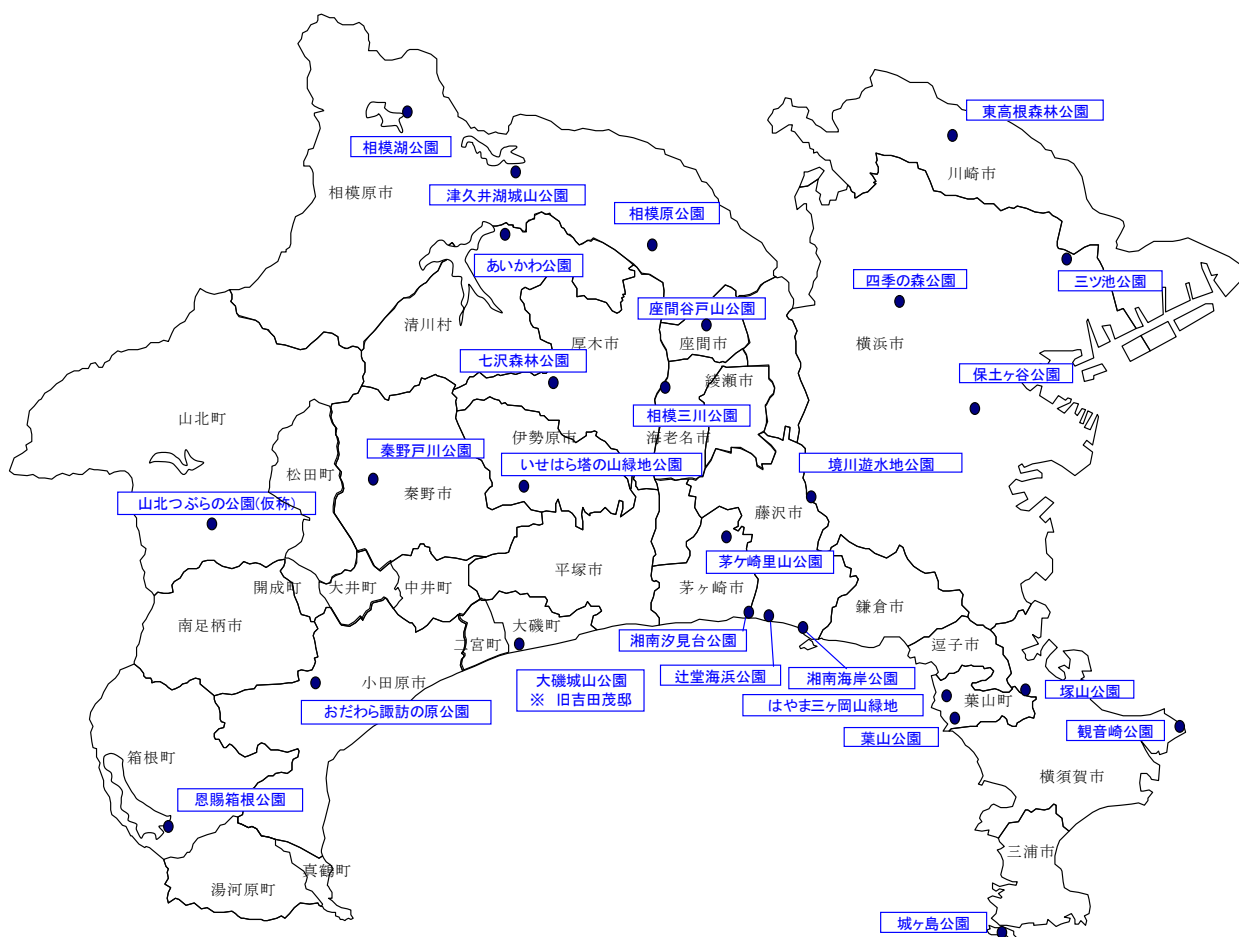 東高根森林公園
相模湖公園
川崎市
相模原市
津久井湖城山公園
相模原公園
あいかわ公園
四季の森公園
三ツ池公園
座間谷戸山公園
清川村
厚木市
座間市
横浜市
七沢森林公園
綾瀬市
保土ヶ谷公園
相模三川公園
山北町
伊勢原市
海老名市
秦野戸川公園
いせはら塔の山緑地公園
境川遊水地公園
松田町
秦野市
山北つぶらの公園(仮称)
藤沢市
茅ケ崎里山公園
平塚市
開成町
大井町
中井町
茅ヶ崎市
鎌倉市
南足柄市
大磯町
二宮町
湘南汐見台公園
逗子市
辻堂海浜公園
湘南海岸公園
大磯城山公園
※ 旧吉田茂邸
小田原市
おだわら諏訪の原公園
はやま三ヶ岡山緑地
葉山町
塚山公園
葉山公園
観音崎公園
箱根町
横須賀市
恩賜箱根公園
三浦市
真鶴町
湯河原町
城ヶ島公園